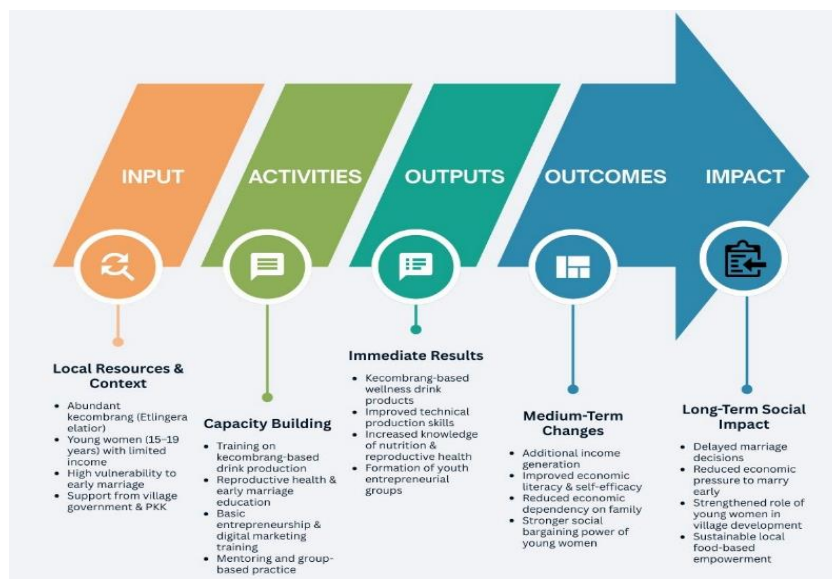 INPUT
ACTIVITIES
OUTPUTS
OUTCOMES
IMPACT
Local Resources &
Context
• Abundant
kecombrang (Etlingera
elatior)
• Young women (15–19
years) with limited
income
• High vulnerability to
early marriage
• Support from village
government & PKK
Capacity Building
• Training on
kecombrang-based
drink production
• Reproductive health &
early marriage
education
• Basic
entrepreneurship &
digital marketing
training
• Mentoring and group-
based practice
Immediate Results
• Kecombrang-based
wellness drink
products
• Improved technical
production skills
• Increased knowledge
of nutrition &
reproductive health
• Formation of youth
entrepreneurial
groups
Medium-Term
Changes
• Additional income
generation
• Improved economic
literacy & self-efficacy
• Reduced economic
dependency on family
• Stronger social
bargaining power of
young women
Long-Term Social
Impact
• Delayed marriage
decisions
• Reduced economic
pressure to marry
early
• Strengthened role of
young women in
village development
• Sustainable local
food-based
empowerment